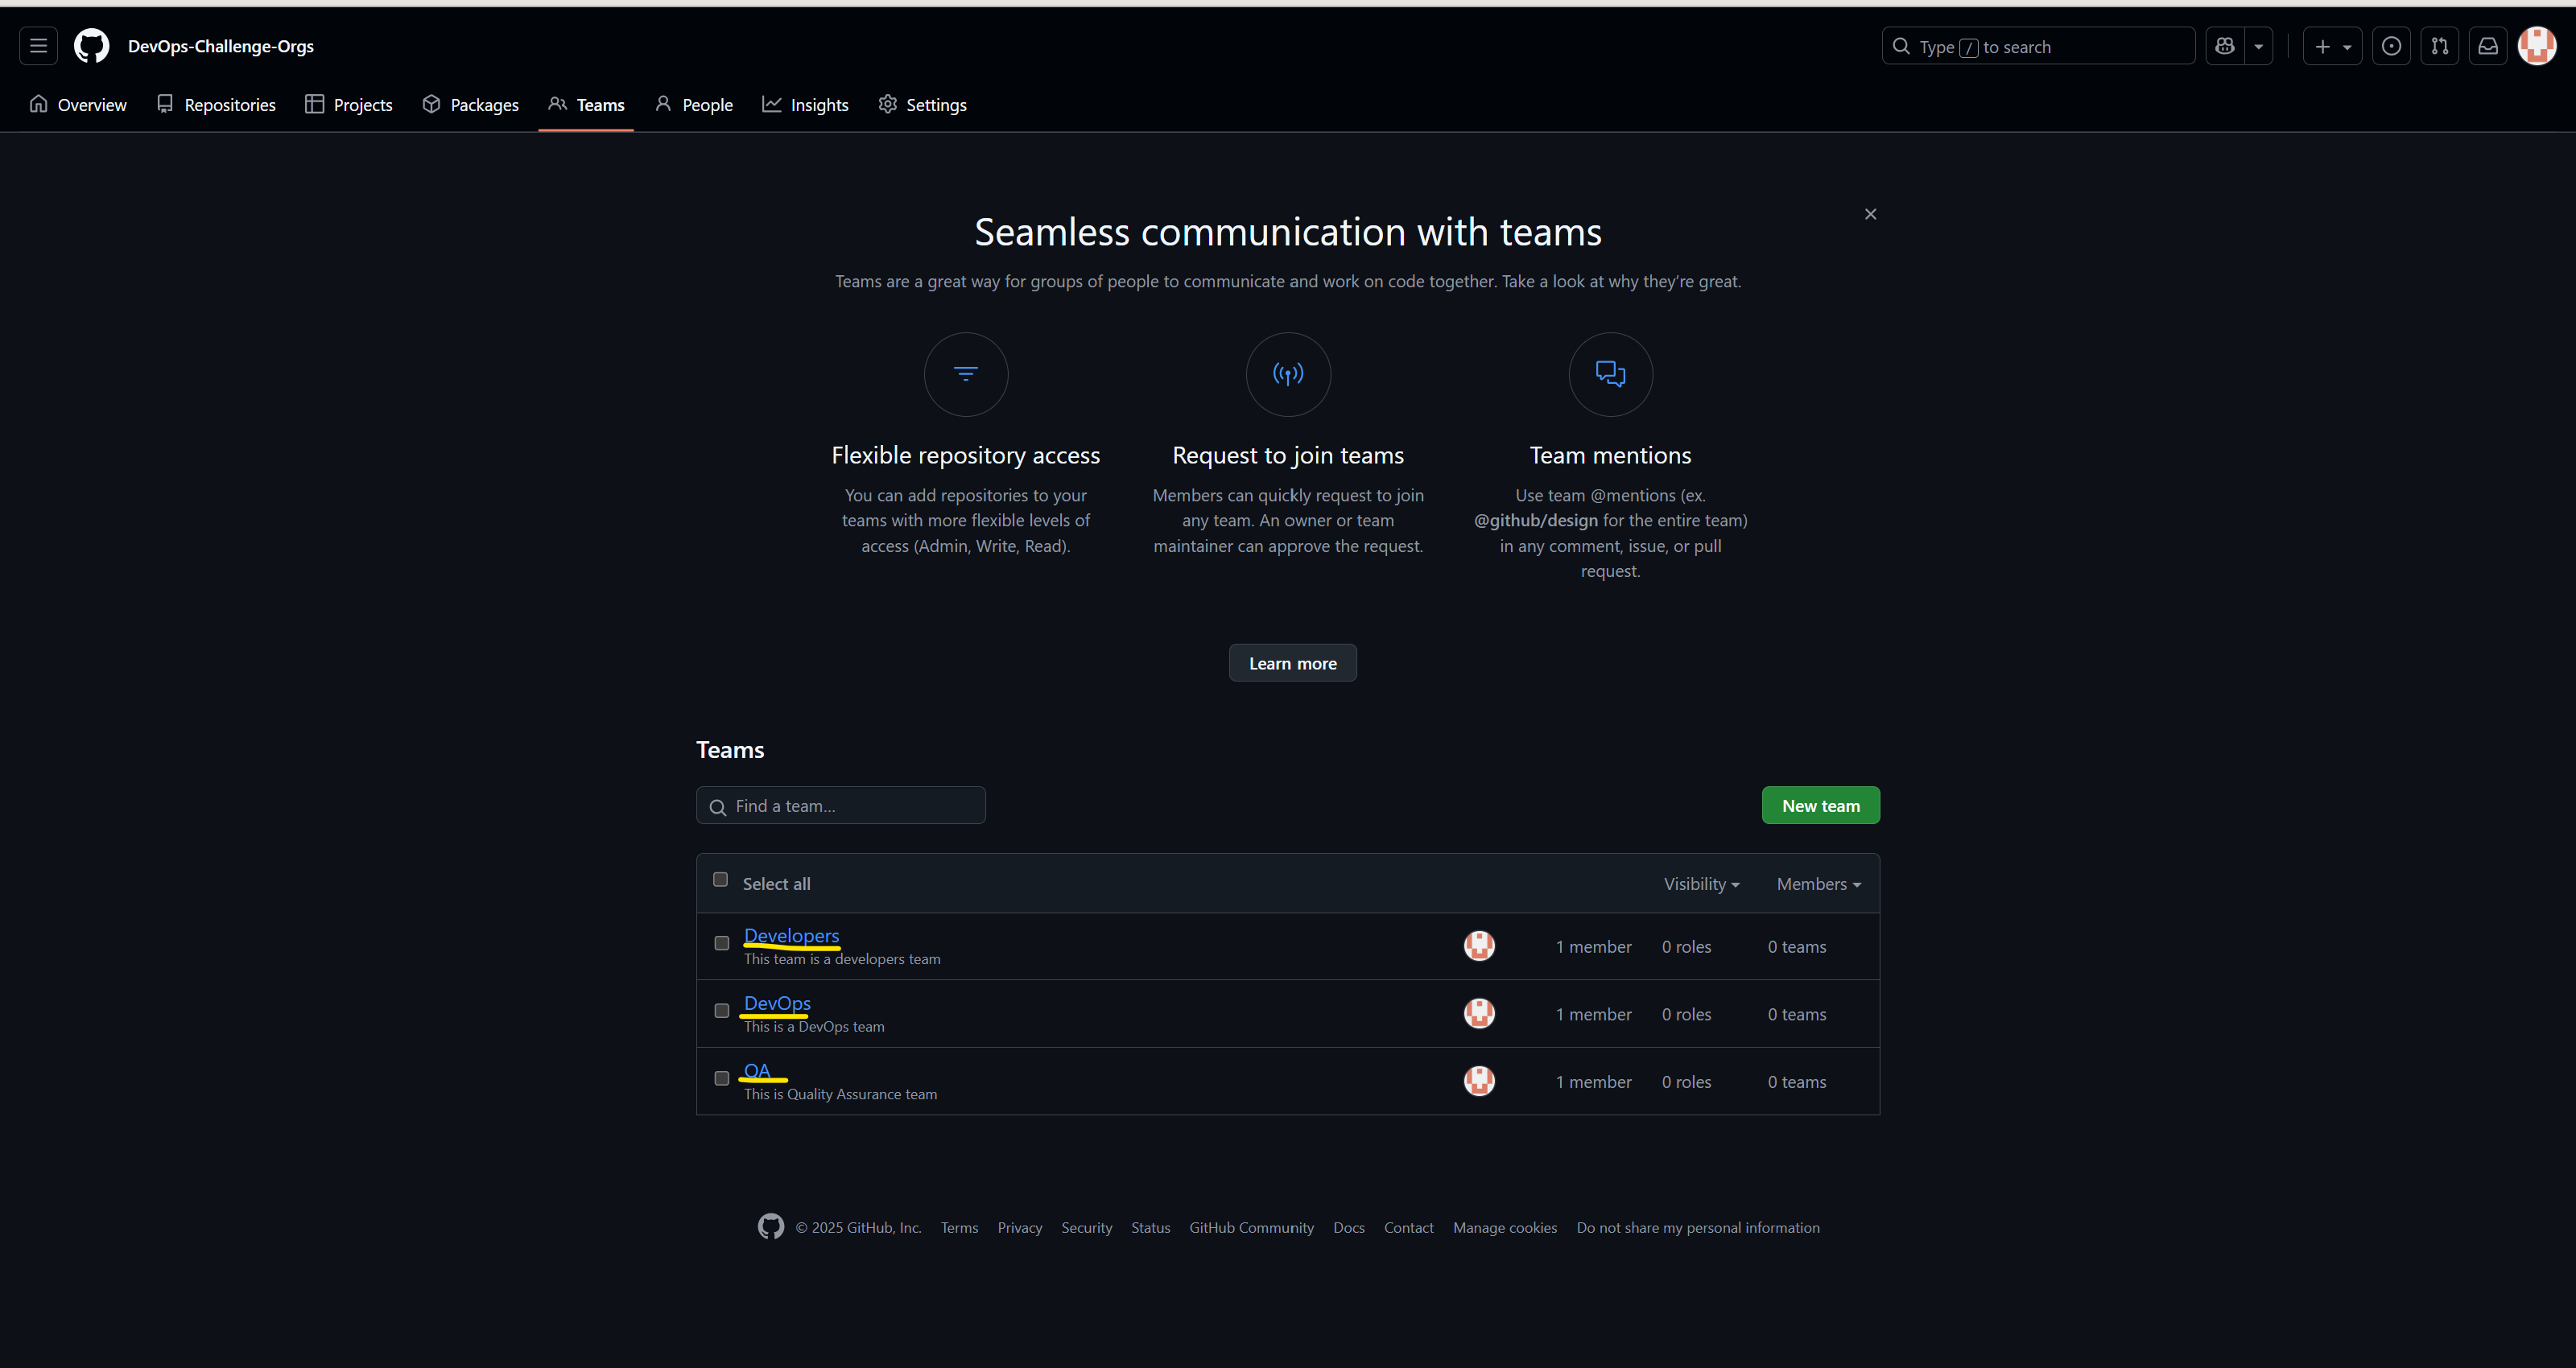 DevOps-Challenge-Orgs
Type / to search
Overview
Repositories
Projects
Packages
Teams
People
Insights
Settings
Seamless communication with teams
Teams are a great way for groups of people to communicate and work on code together. Take a look at why they're great.
Flexible repository access
You can add repositories to your
teams with more flexible levels of
access (Admin, Write, Read).
Request to join teams
Members can quickly request to join
any team. An owner or team
maintainer can approve the request.
Team mentions
Use team @mentions (ex.
@github/design for the entire team)
in any comment, issue, or pull
request.
Learn more
Teams
Find a team...
New team
Select all
Visibility
Members
Developers
This team is a developers team
1 member
0 roles
0 teams
DevOps
This is a DevOps team
1 member
0 roles
0 teams
QA
This is Quality Assurance team
1 member
0 roles
0 teams
© 2025 GitHub, Inc.
Terms
Privacy
Security
Status
GitHub Community
Docs
Contact
Manage cookies
Do not share my personal information